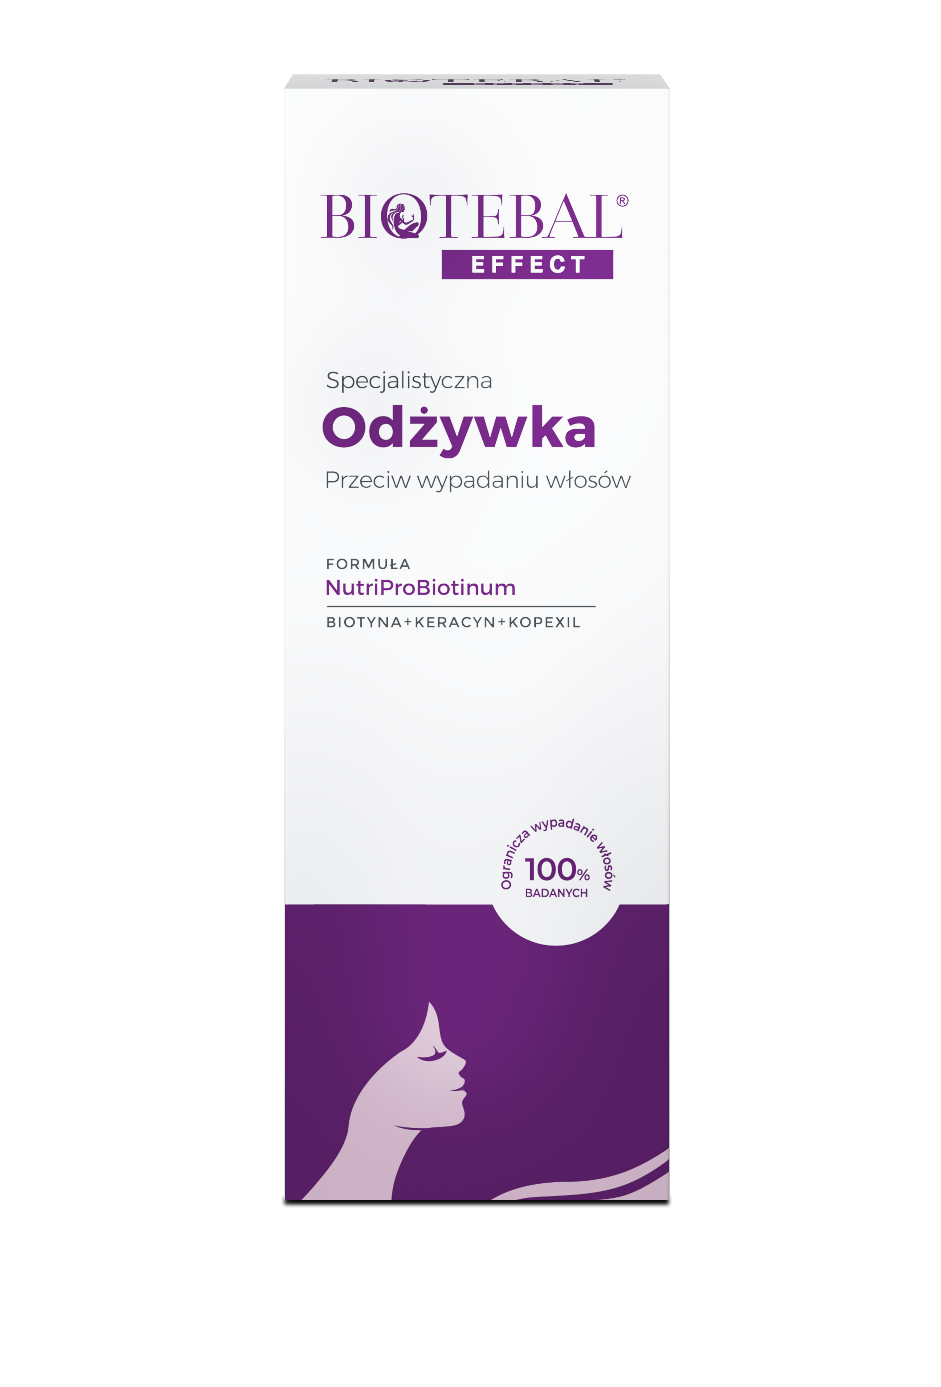 BIOTEBAL®
EFFECT
Specjalistyczna
Odżywka
Przeciw wypadaniu włosów
FORMUŁA
NutriProBiotinum
BIOTYNA+KERACYN+KOPEXIL
Ogranicza wypadanie włosów
100%
BADANYCH